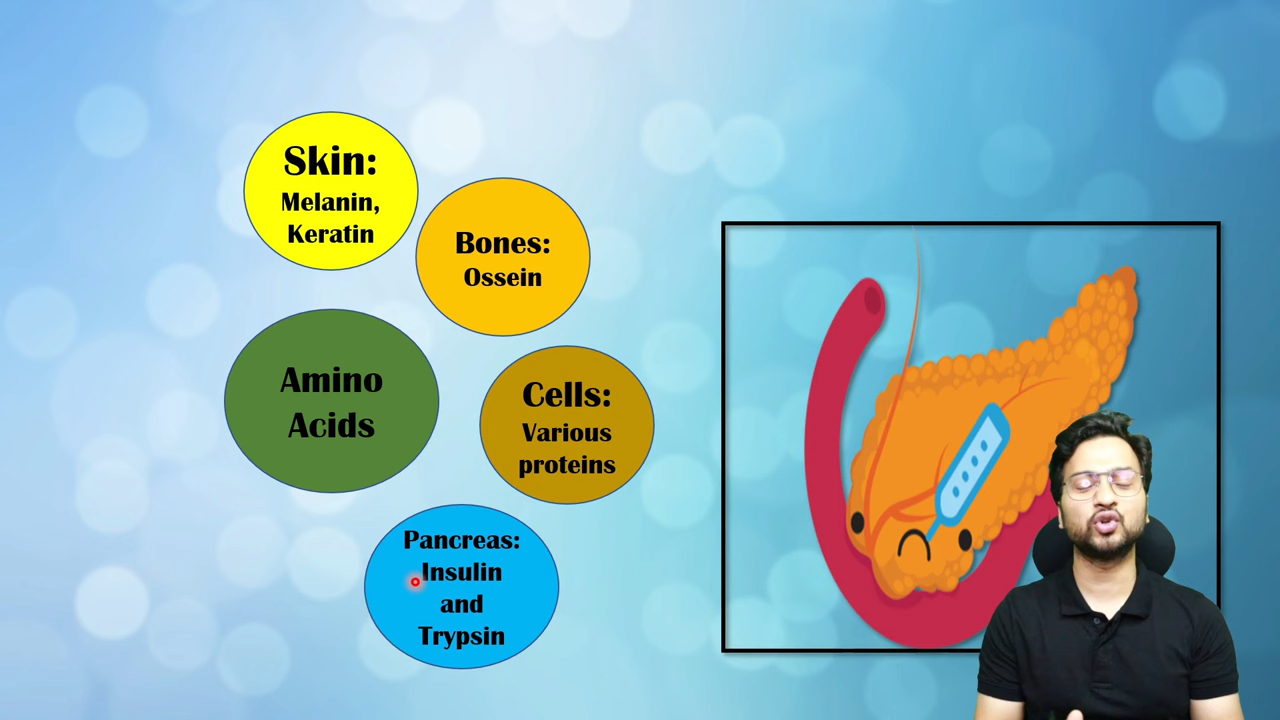 Skin:
Melanin,
Keratin
Bones:
Ossein
Amino
Acids
Cells:
Various
proteins
Pancreas:
Insulin
and
Trypsin